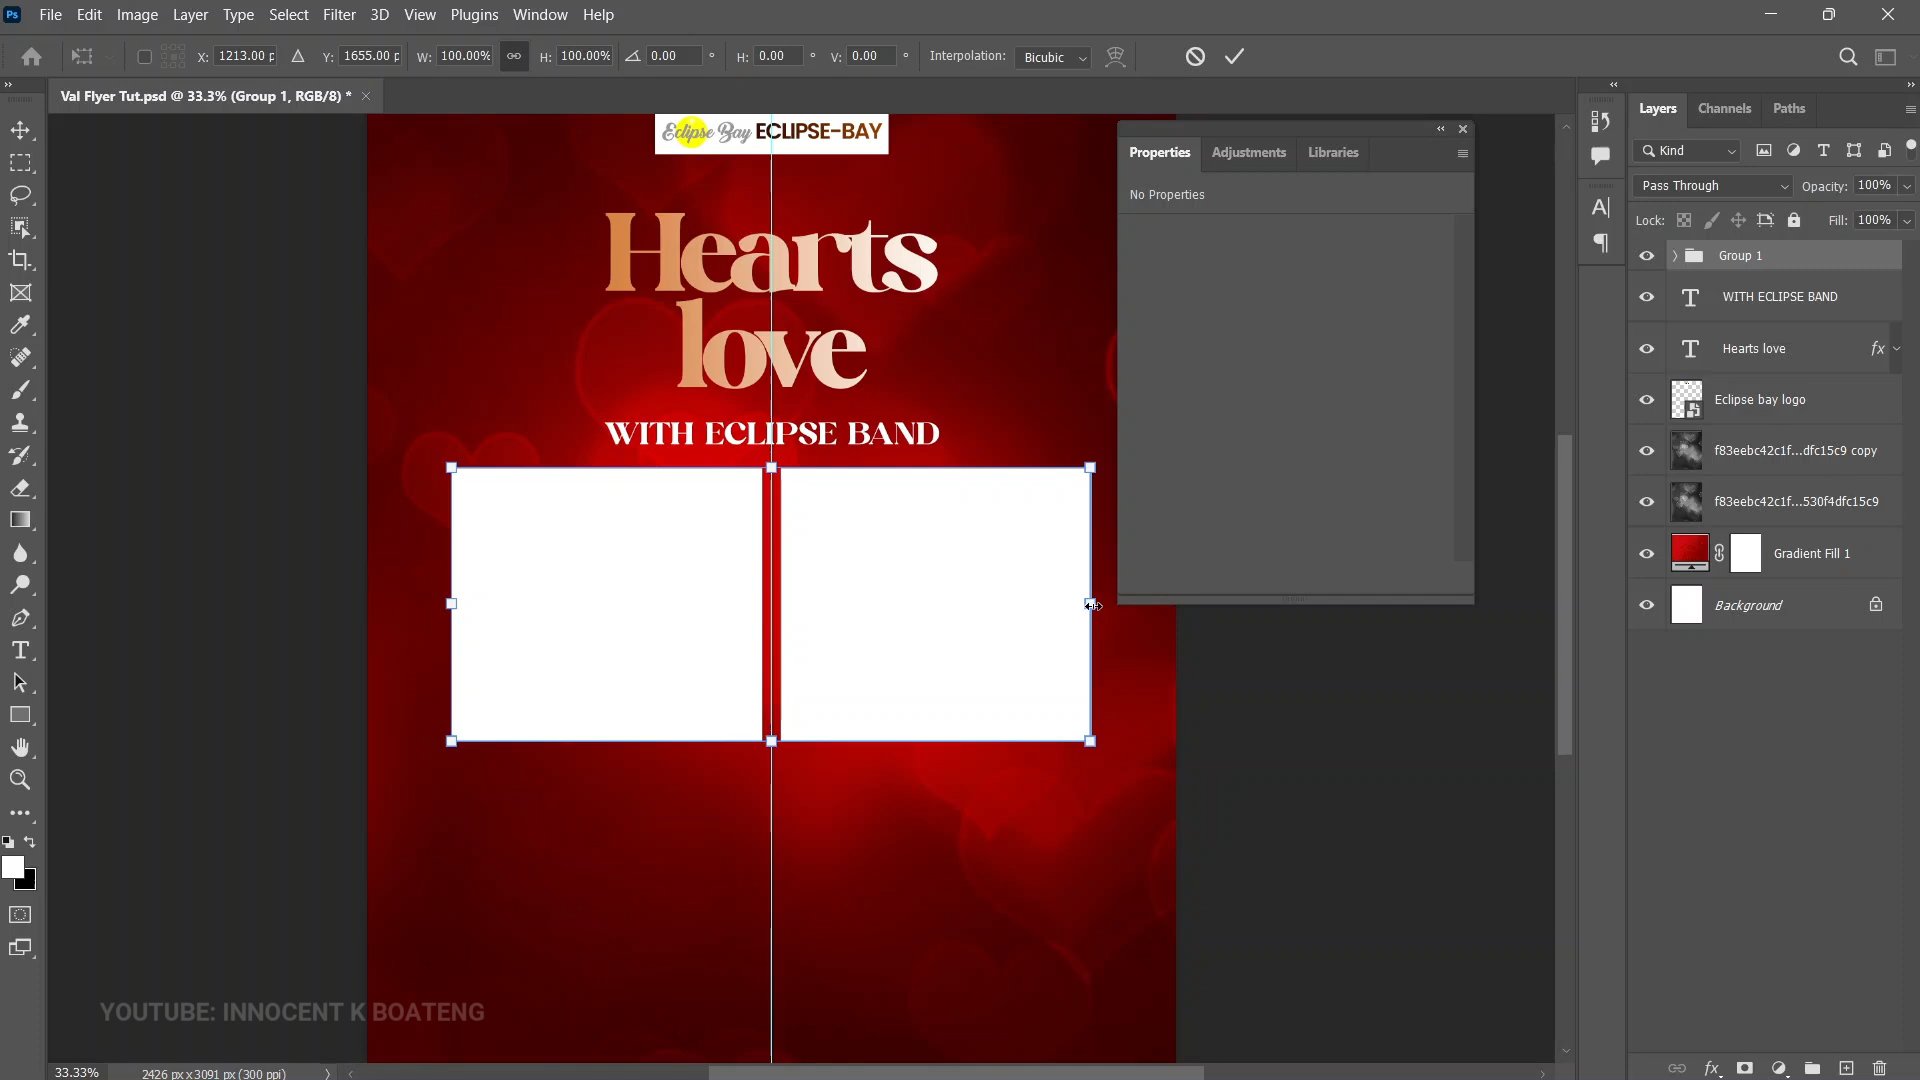 Ps File Edit Image Layer Type Select Filter 3D View Plugins Window Help
X: 1213.00 p Y: 1655.00 p W: 100.00% H: 100.00% 0.00 ° H: 0.00 ° V: 0.00 ° Interpolation: Bicubic
Val Flyer Tut.psd @ 33.3% (Group 1, RGB/8) *
Layers Channels Paths
Eclipse Bay ECLIPSE-BAY
Properties Adjustments Libraries
No Properties
Kind
Pass Through Opacity: 100%
Lock: Fill: 100%
Group 1
WITH ECLIPSE BAND
Hearts love fx
Eclipse bay logo
f83eebc42c1f...dfc15c9 copy
f83eebc42c1f...530f4dfc15c9
Gradient Fill 1
Background
Hearts
love
WITH ECLIPSE BAND
YOUTUBE: INNOCENT K BOATENG
33.33% 2426 px x 3091 px (300 ppi)
fx